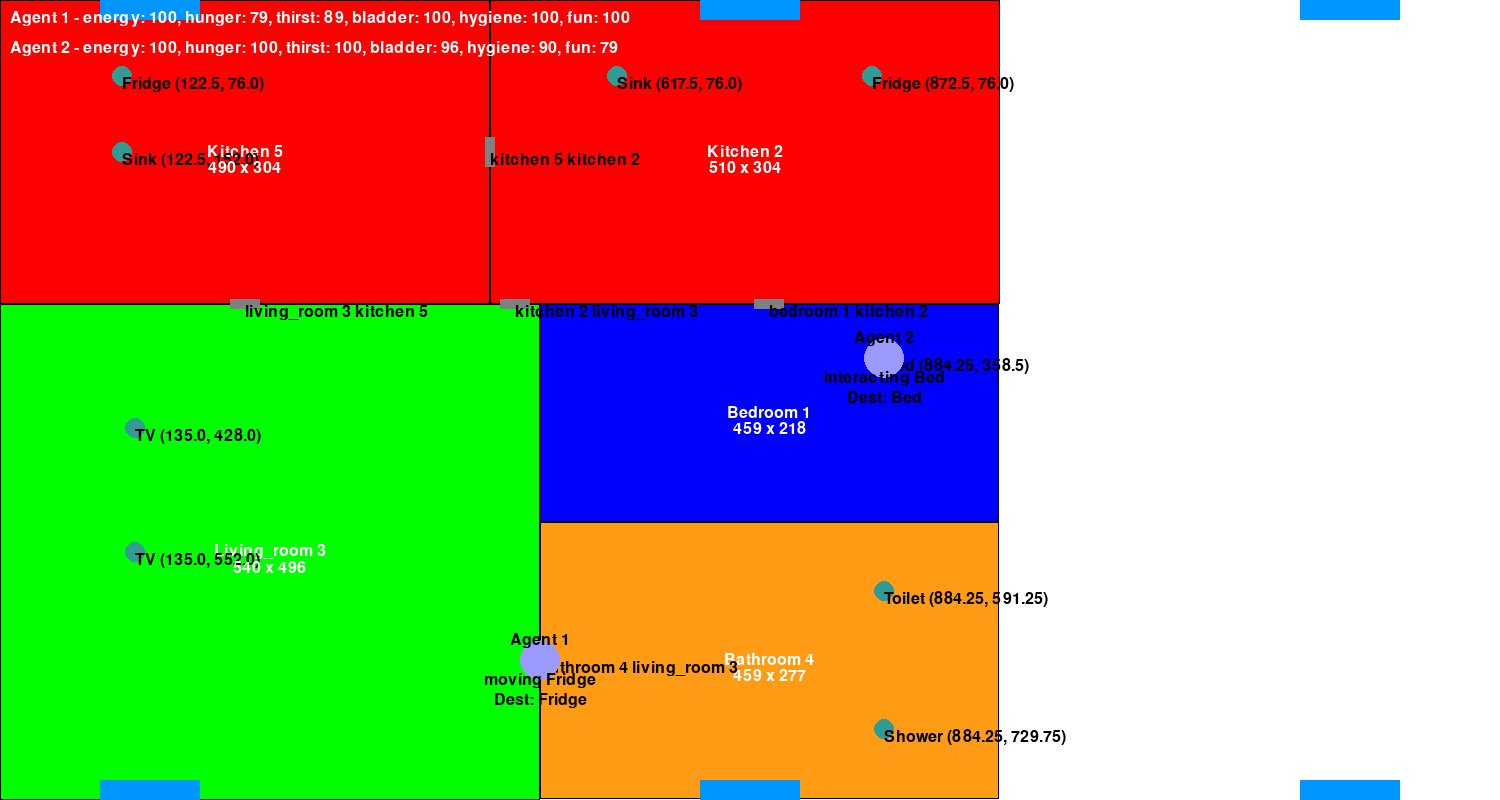 Agent 1 - energy: 100, hunger: 79, thirst: 89, bladder: 100, hygiene: 100, fun: 100
Agent 2 - energy: 100, hunger: 100, thirst: 100, bladder: 96, hygiene: 90, fun: 79
Fridge (122.5, 76.0)
Sink (617.5, 76.0)
Fridge (872.5, 76.0)
Kitchen 5
Sink (122.5, 152.0)
490 x 304
kitchen 5 kitchen 2
Kitchen 2
510 x 304
living_room 3 kitchen 5
kitchen 2 living_room 3
bedroom 1 kitchen 2
Agent 2
(884.25, 358.5)
interacting Bed
Dest: Bed
Bedroom 1
459 x 218
TV (135.0, 428.0)
Living_room 3
TV (135.0, 552.0)
540 x 496
Toilet (884.25, 591.25)
Agent 1
living_room 3
4
moving Fridge
Dest: Fridge
Bathroom 4
459 x 277
Shower (884.25, 729.75)